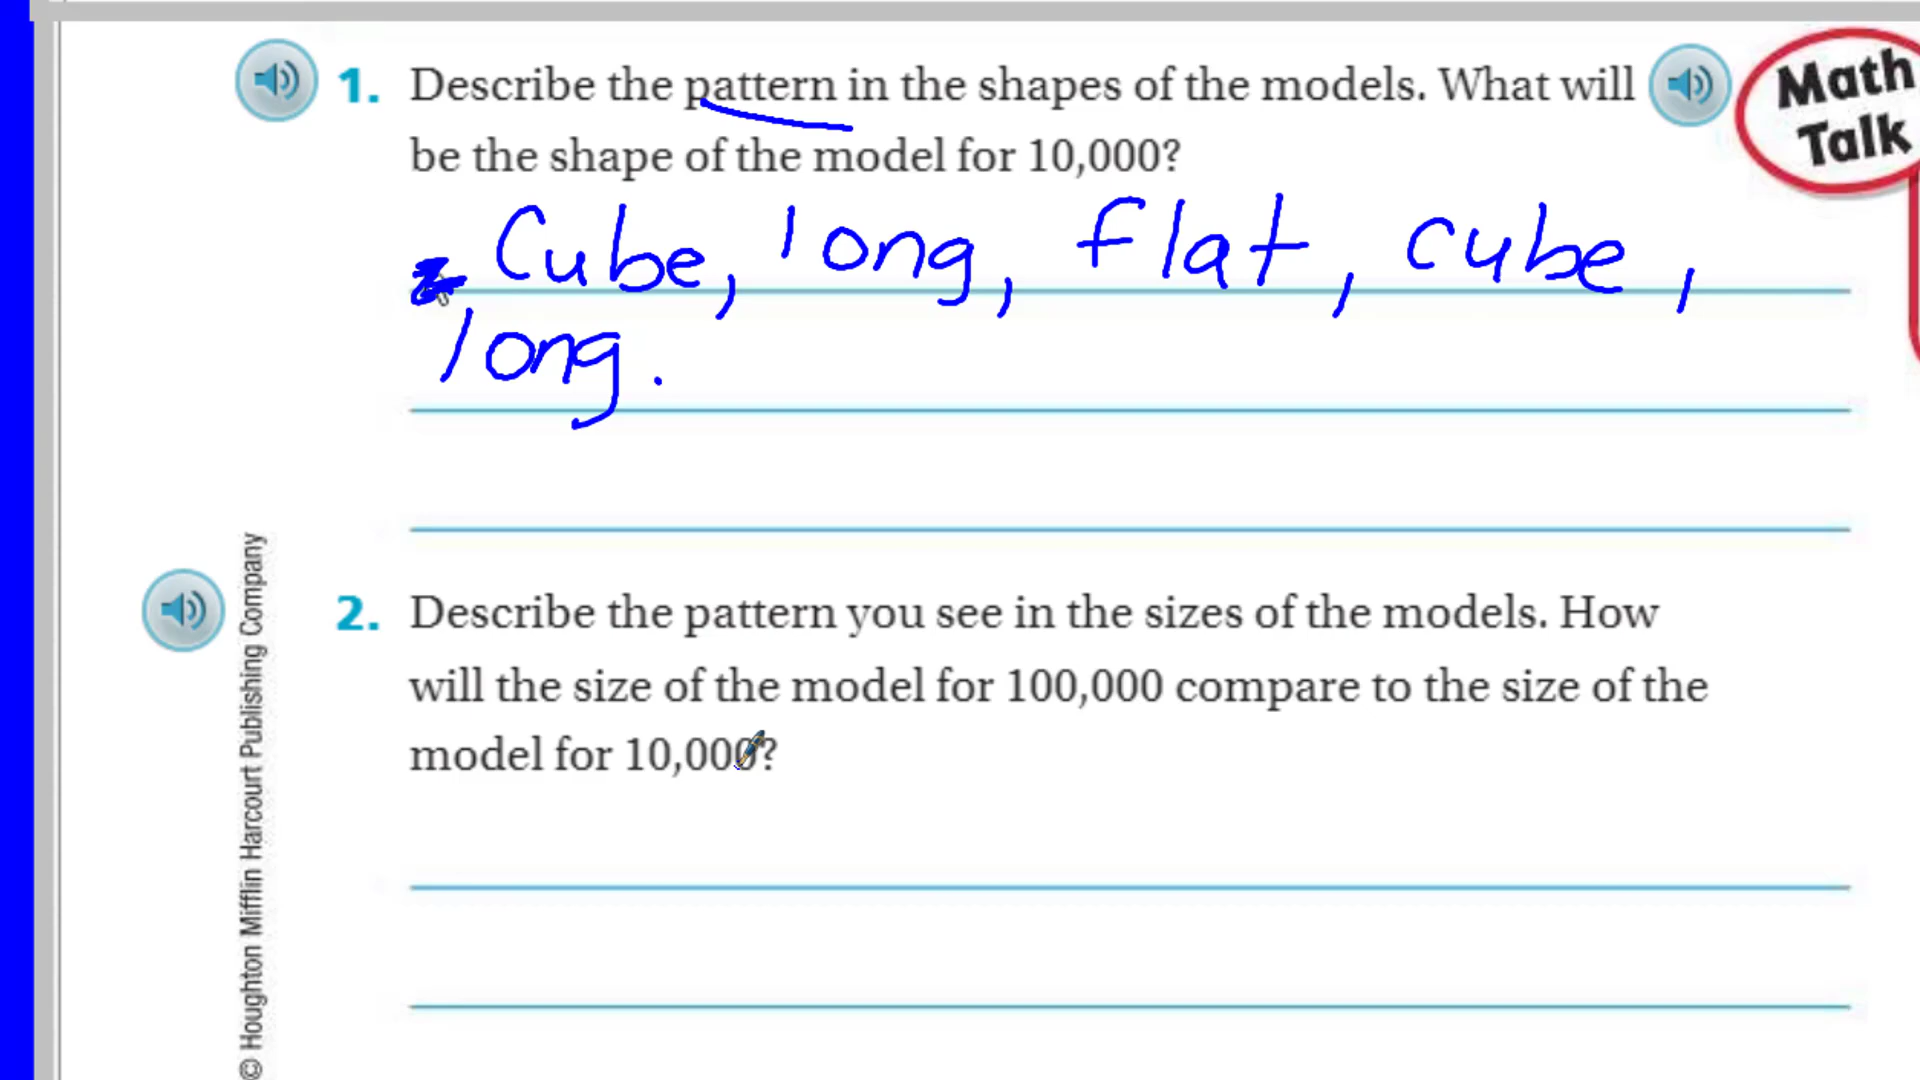 1. Describe the pattern in the shapes of the models. What will
be the shape of the model for 10,000?
Math
Talk
Cube, long, flat, cube,
long.
2. Describe the pattern you see in the sizes of the models. How
will the size of the model for 100,000 compare to the size of the
model for 10,000?
© Houghton Mifflin Harcourt Publishing Company